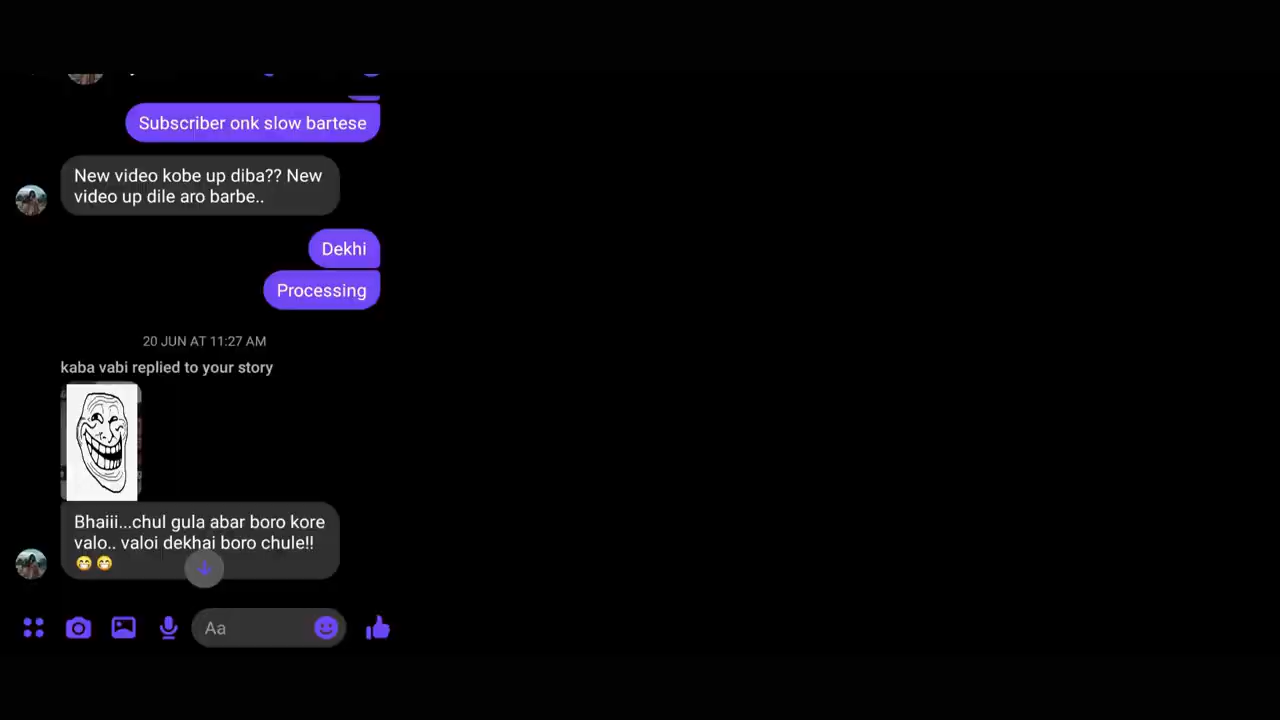 Subscriber onk slow bartese
New video kobe up diba?? New
video up dile aro barbe..
Dekhi
Processing
20 JUN AT 11:27 AM
kaba vabi replied to your story
Bhaiii...chul gula abar boro kore
valo.. valoi dekhai boro chule!!
😁😁
Aa